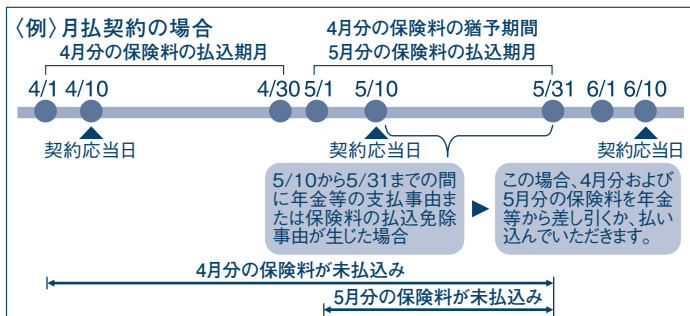 〈例〉月払契約の場合
4月分の保険料の払込期月
4月分の保険料の猶予期間
5月分の保険料の払込期月
4/1 4/10 4/30 5/1 5/10 5/31 6/1 6/10
契約応当日 契約応当日 契約応当日
5/10から5/31までの間
に年金等の支払事由ま
たは保険料の払込免除
事由が生じた場合
この場合、4月分および
5月分の保険料を年金
等から差し引くか、払い
込んでいただきます。
4月分の保険料が未払込み
5月分の保険料が未払込み